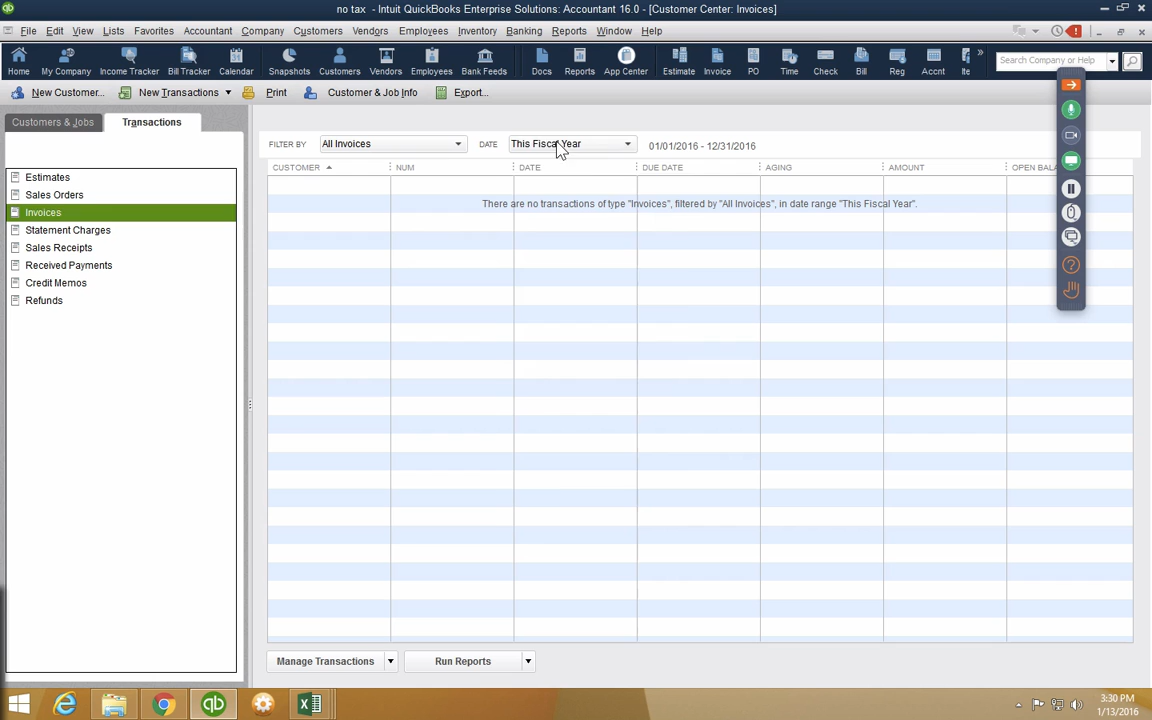 no tax - Intuit QuickBooks Enterprise Solutions: Accountant 16.0 - [Customer Center: Invoices]
File Edit View Lists Favorites Accountant Company Customers Vendors Employees Inventory Banking Reports Window Help
Home My Company Income Tracker Bill Tracker Calendar Snapshots Customers Vendors Employees Bank Feeds Docs Reports App Center Estimate Invoice PO Time Check Bill Reg Accnt Ite Search Company or Help
New Customer... New Transactions Print Customer & Job Info Export...
Customers & Jobs Transactions
FILTER BY All Invoices DATE This Fiscal Year 01/01/2016 - 12/31/2016
CUSTOMER NUM DATE DUE DATE AGING AMOUNT OPEN BALA
There are no transactions of type "Invoices", filtered by "All Invoices", in date range "This Fiscal Year".
Estimates
Sales Orders
Invoices
Statement Charges
Sales Receipts
Received Payments
Credit Memos
Refunds
Manage Transactions Run Reports
3:30 PM
1/13/2016